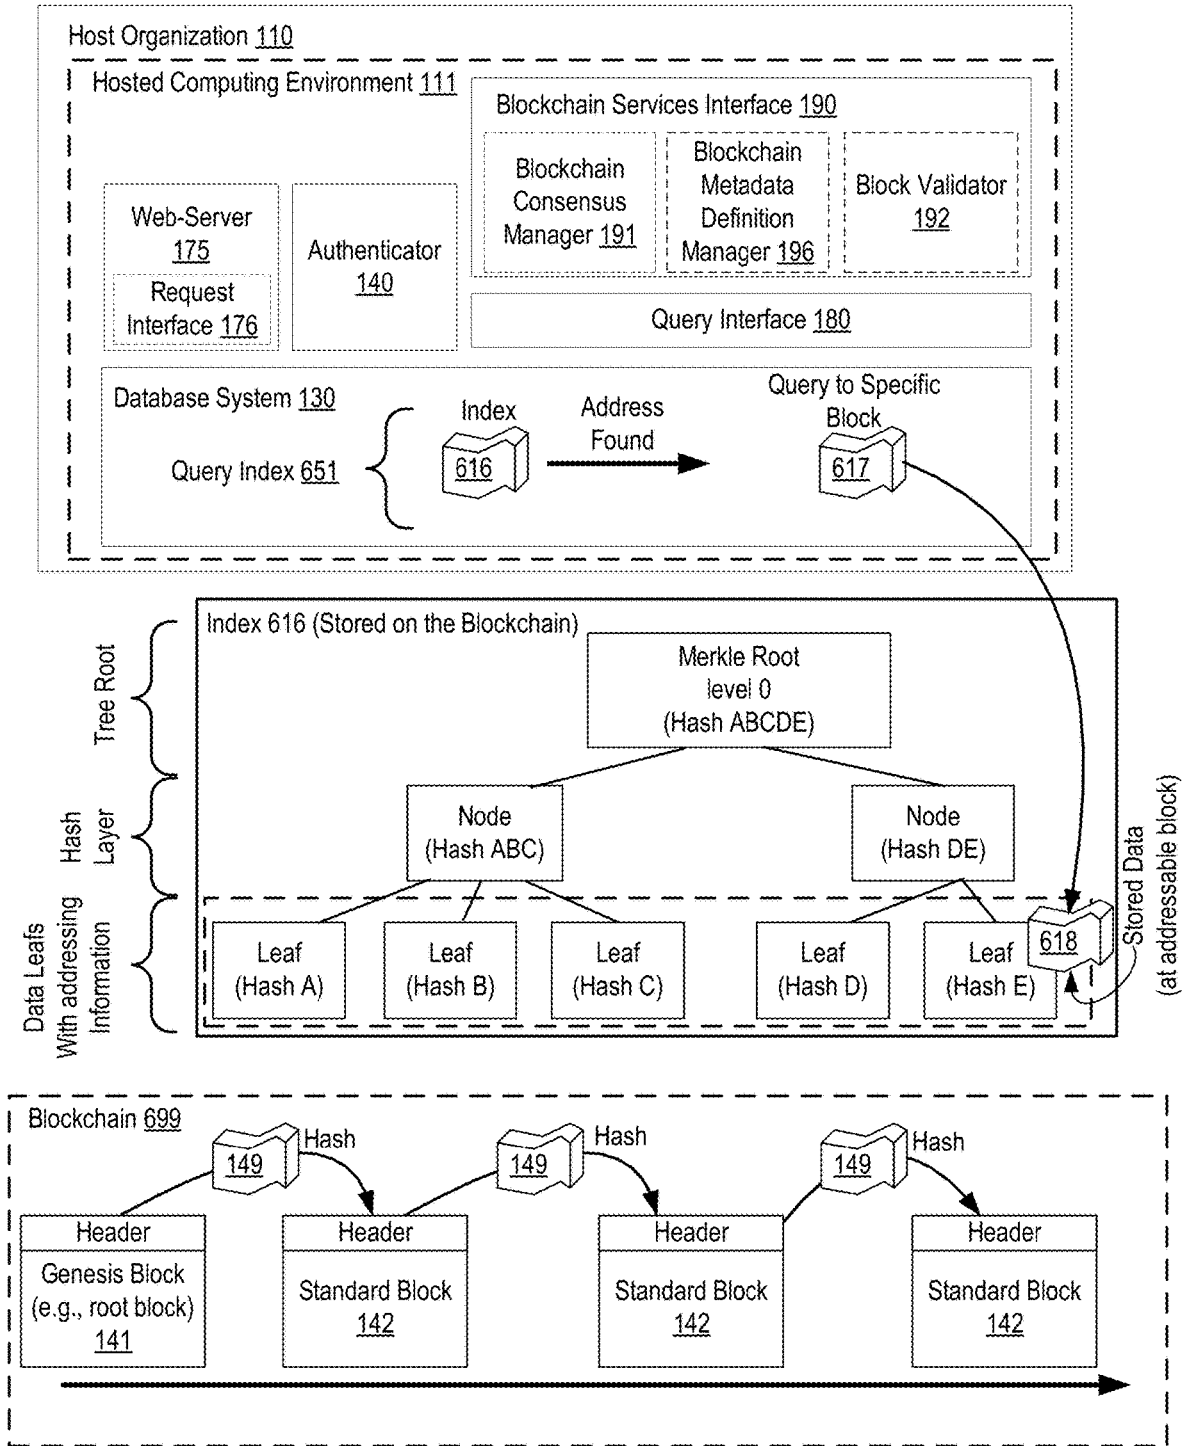 Host Organization 110
Hosted Computing Environment 111
Blockchain Services Interface 190
Blockchain
Consensus
Manager 191
Blockchain
Metadata
Definition
Manager 196
Block Validator
192
Web-Server
175
Request
Interface 176
Authenticator
140
Query Interface 180
Database System 130
Query Index 651
Index
616
Address
Found
Query to Specific
Block
617
Index 616 (Stored on the Blockchain)
Tree Root
Merkle Root
level 0
(Hash ABCDE)
Hash
Layer
Node
(Hash ABC)
Node
(Hash DE)
Data Leafs
With addressing
Information
Leaf
(Hash A)
Leaf
(Hash B)
Leaf
(Hash C)
Leaf
(Hash D)
Leaf
(Hash E)
618
Stored Data
(at addressable block)
Blockchain 699
149
Hash
149
Hash
149
Hash
Header
Genesis Block
(e.g., root block)
141
Header
Standard Block
142
Header
Standard Block
142
Header
Standard Block
142